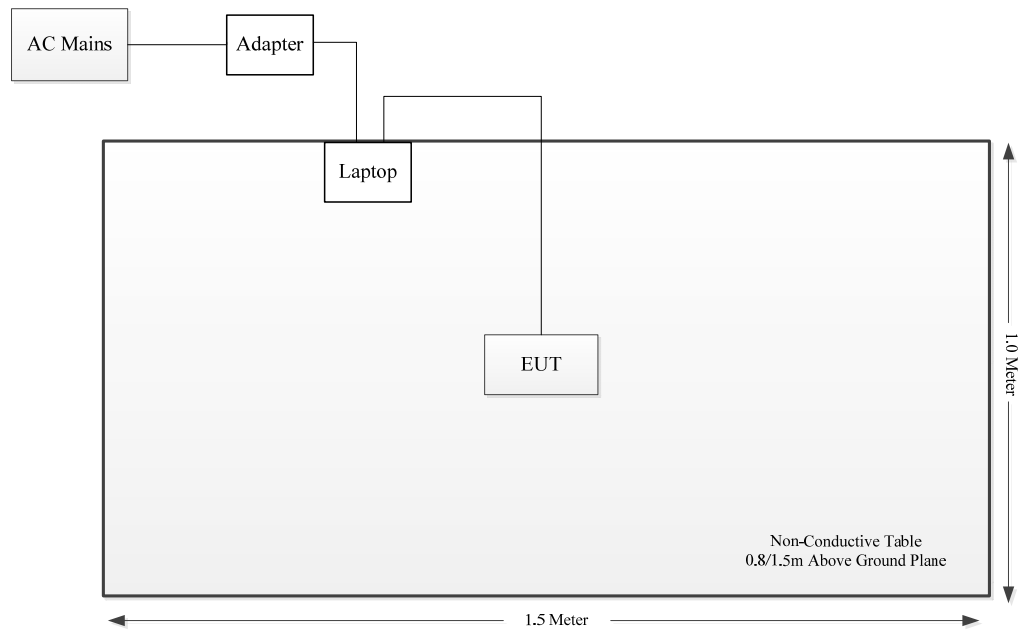 AC Mains
Adapter
Laptop
EUT
1.0 Meter
Non-Conductive Table
0.8/1.5m Above Ground Plane
1.5 Meter